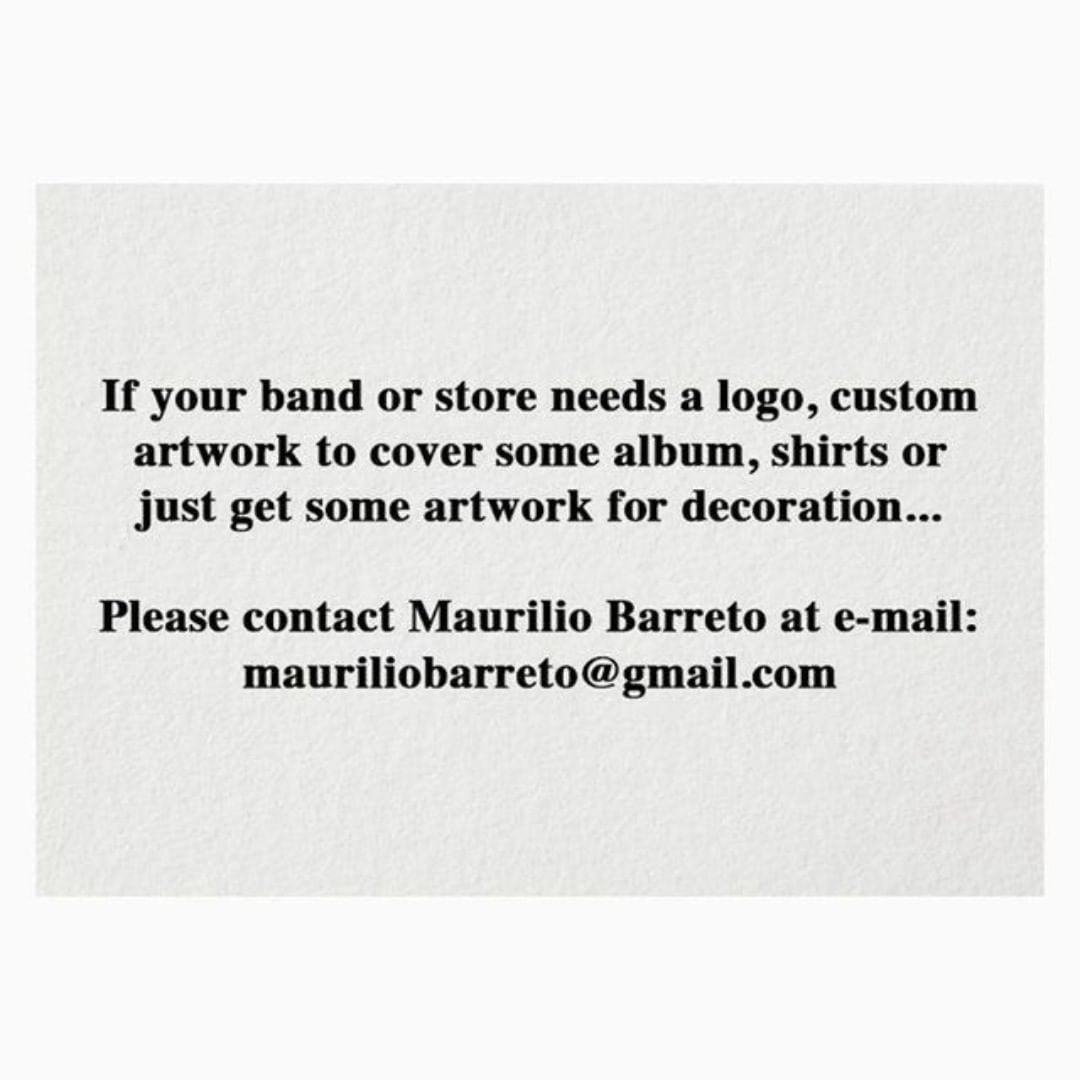 If your band or store needs a logo, custom
artwork to cover some album, shirts or
just get some artwork for decoration...
Please contact Maurilio Barreto at e-mail:
mauriliobarreto@gmail.com